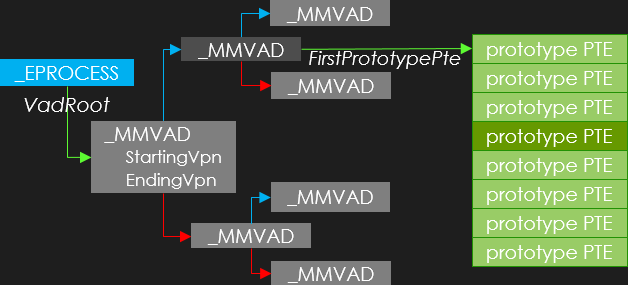 _MMVAD
_MMVAD
FirstPrototypePte
_MMVAD
_EPROCESS
VadRoot
_MMVAD
StartingVpn
EndingVpn
_MMVAD
_MMVAD
_MMVAD
prototype PTE
prototype PTE
prototype PTE
prototype PTE
prototype PTE
prototype PTE
prototype PTE
prototype PTE